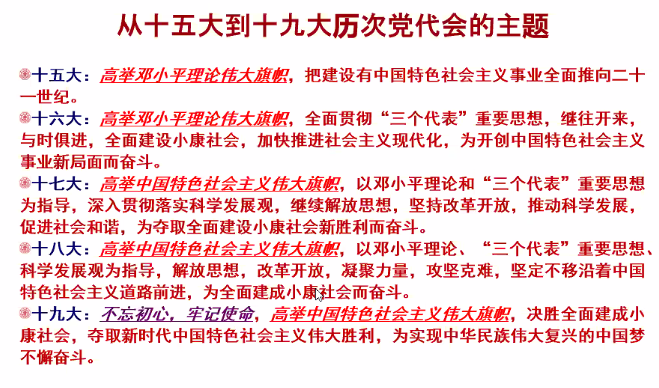 从十五大到十九大历次党代会的主题
十五大：高举邓小平理论伟大旗帜，把建设有中国特色社会主义事业全面推向二十
一世纪。
十六大：高举邓小平理论伟大旗帜，全面贯彻“三个代表”重要思想，继往开来，
与时俱进，全面建设小康社会，加快推进社会主义现代化，为开创中国特色社会主义
事业新局面而奋斗。
十七大：高举中国特色社会主义伟大旗帜，以邓小平理论和“三个代表”重要思想
为指导，深入贯彻落实科学发展观，继续解放思想，坚持改革开放，推动科学发展，
促进社会和谐，为夺取全面建设小康社会新胜利而奋斗。
十八大：高举中国特色社会主义伟大旗帜，以邓小平理论、“三个代表”重要思想、
科学发展观为指导，解放思想，改革开放，凝聚力量，攻坚克难，坚定不移沿着中国
特色社会主义道路前进，为全面建成小康社会而奋斗。
十九大：不忘初心，牢记使命，高举中国特色社会主义伟大旗帜，决胜全面建成小
康社会，夺取新时代中国特色社会主义伟大胜利，为实现中华民族伟大复兴的中国梦
不懈奋斗。